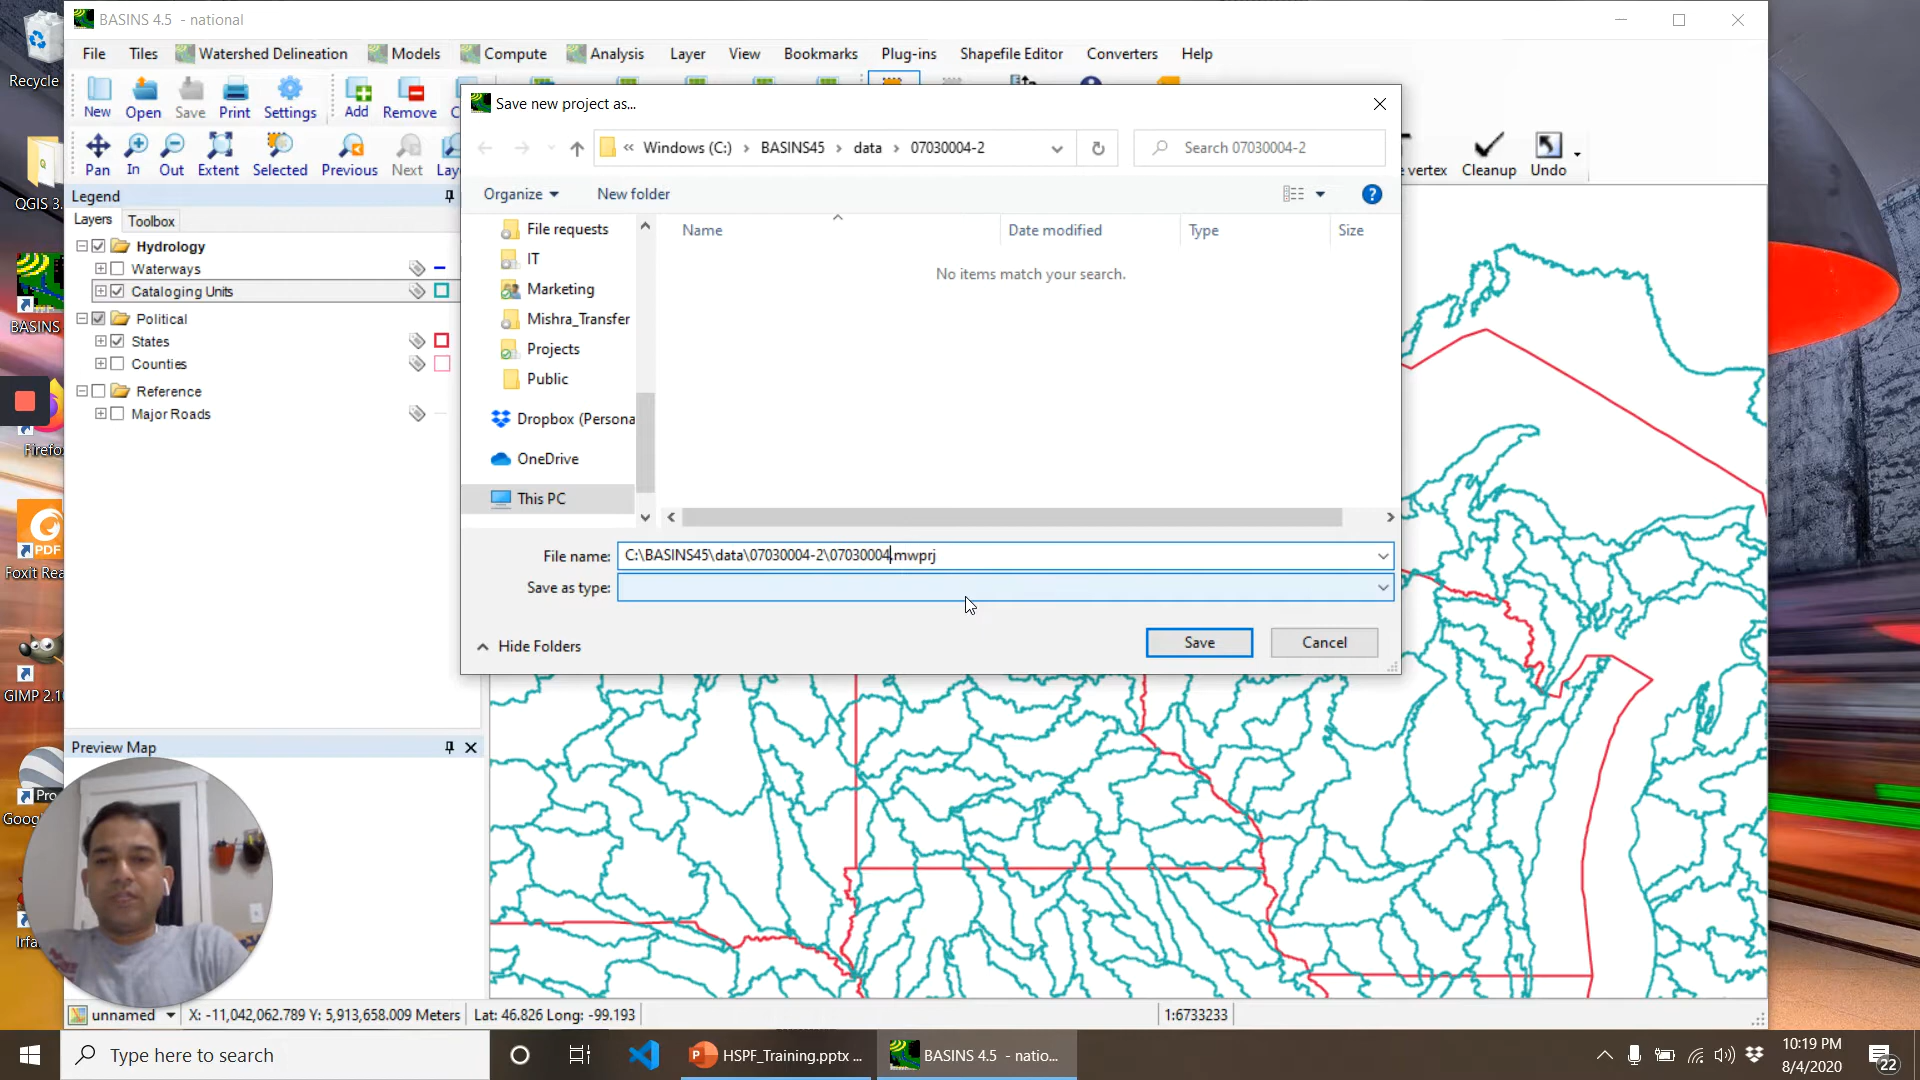 BASINS 4.5 - national
File Tiles Watershed Delineation Models Compute Analysis Layer View Bookmarks Plug-ins Shapefile Editor Converters Help
New Open Save Print Settings Add Remove
Pan In Out Extent Selected Previous Next
vertex Cleanup Undo
Legend
Layers Toolbox
Hydrology
Waterways
Cataloging Units
Political
States
Counties
Reference
Major Roads
Preview Map
Save new project as...
« Windows (C:) › BASINS45 › data › 07030004-2
Search 07030004-2
Organize New folder
Name Date modified Type Size
No items match your search.
File requests
IT
Marketing
Mishra_Transfer
Projects
Public
Dropbox (Persona
OneDrive
This PC
File name: C:\BASINS45\data\07030004-2\07030004.mwprj
Save as type:
Hide Folders
Save Cancel
Recycle
QGIS 3.
BASINS
Firefox
PDF
Foxit Rea
GIMP 2.10
Pro
Goog
Irfa
unnamed X: -11,042,062.789 Y: 5,913,658.009 Meters Lat: 46.826 Long: -99.193 1:6733233
Type here to search
HSPF_Training.pptx ...
BASINS 4.5 - natio...
10:19 PM
8/4/2020
22